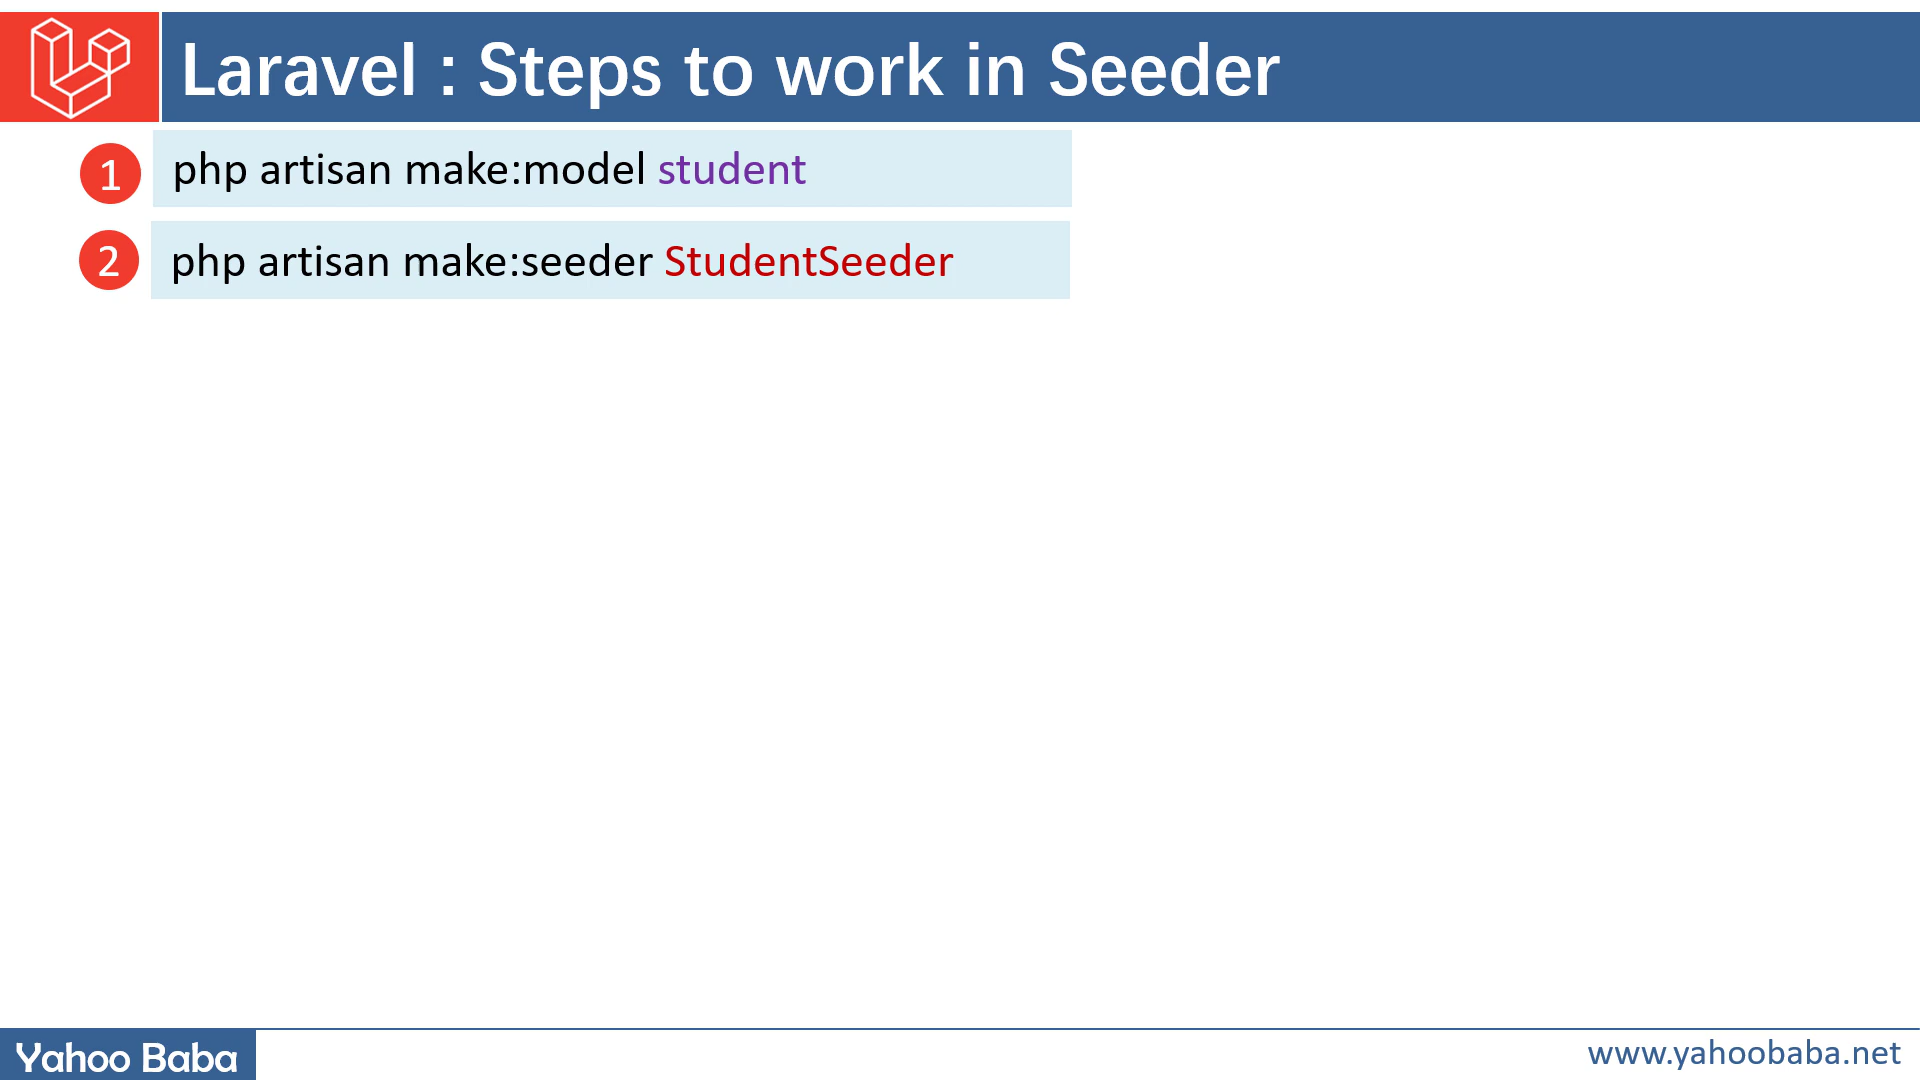 Laravel : Steps to work in Seeder
1 php artisan make:model student
2 php artisan make:seeder StudentSeeder
Yahoo Baba
www.yahoobaba.net